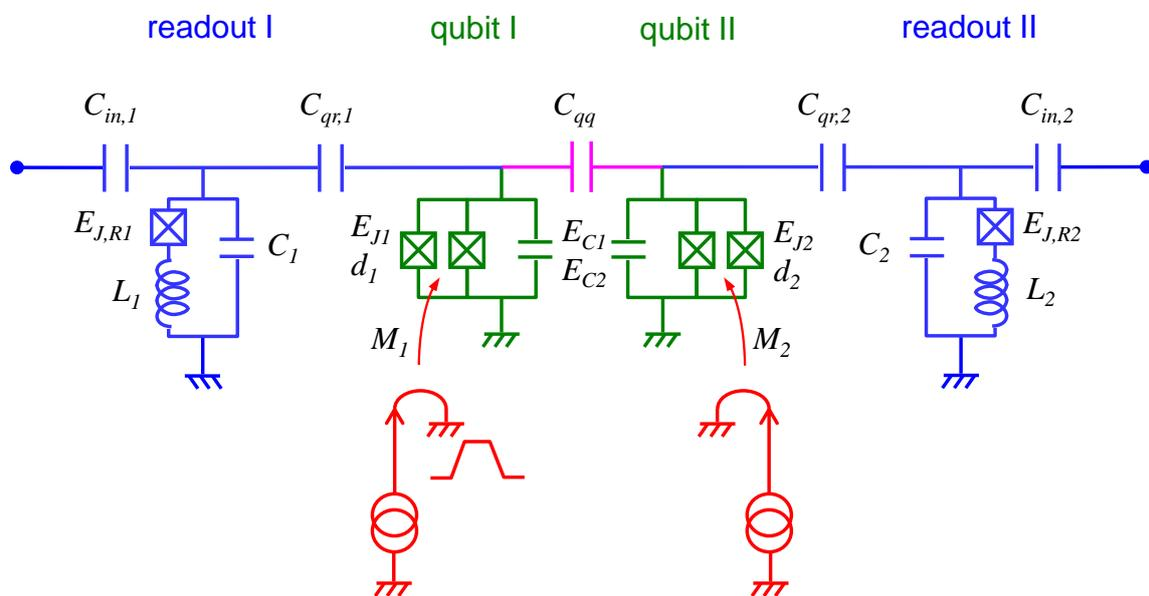 readout I
qubit I
qubit II
readout II
C_{in,1}
C_{qr,1}
C_{qq}
C_{qr,2}
C_{in,2}
E_{J,R1}
C_1
L_1
E_{J1}
d_1
E_{C1}
E_{C2}
E_{J2}
d_2
C_2
E_{J,R2}
L_2
M_1
M_2